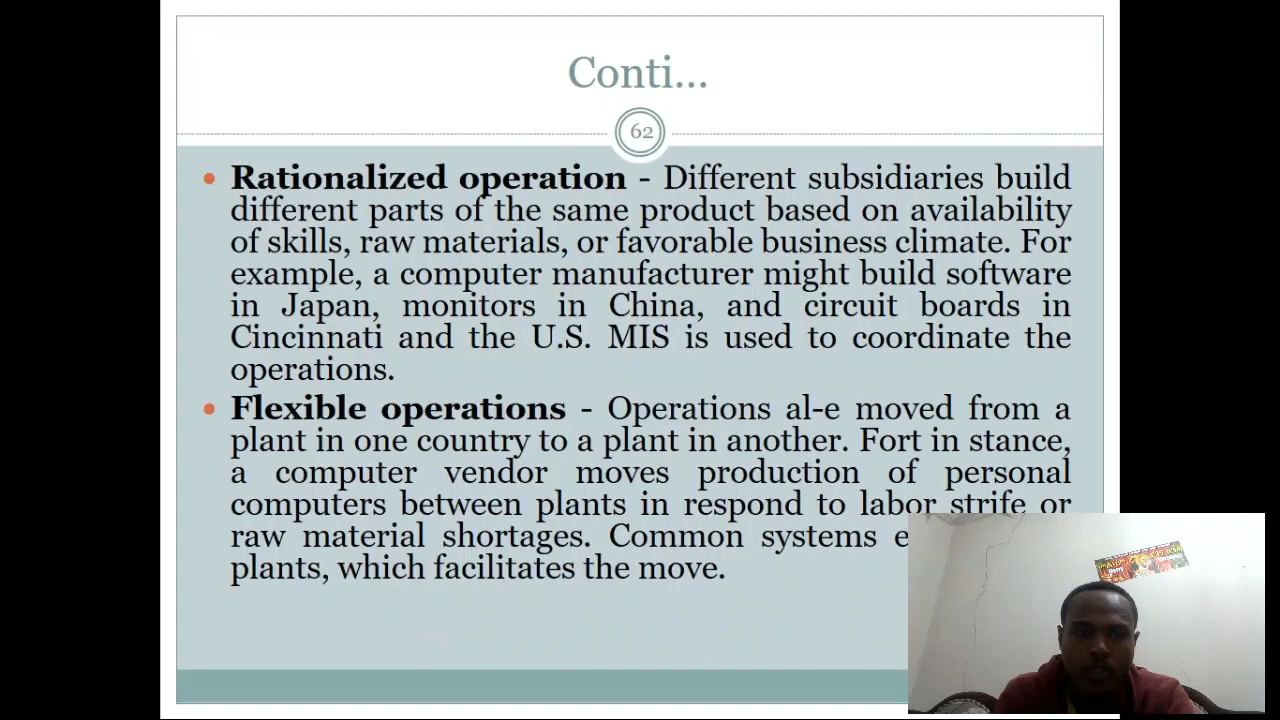 Conti...
62
Rationalized operation - Different subsidiaries build
different parts of the same product based on availability
of skills, raw materials, or favorable business climate. For
example, a computer manufacturer might build software
in Japan, monitors in China, and circuit boards in
Cincinnati and the U.S. MIS is used to coordinate the
operations.
Flexible operations - Operations al-e moved from a
plant in one country to a plant in another. Fort in stance,
a computer vendor moves production of personal
computers between plants in respond to labor strife or
raw material shortages. Common systems
plants, which facilitates the move.